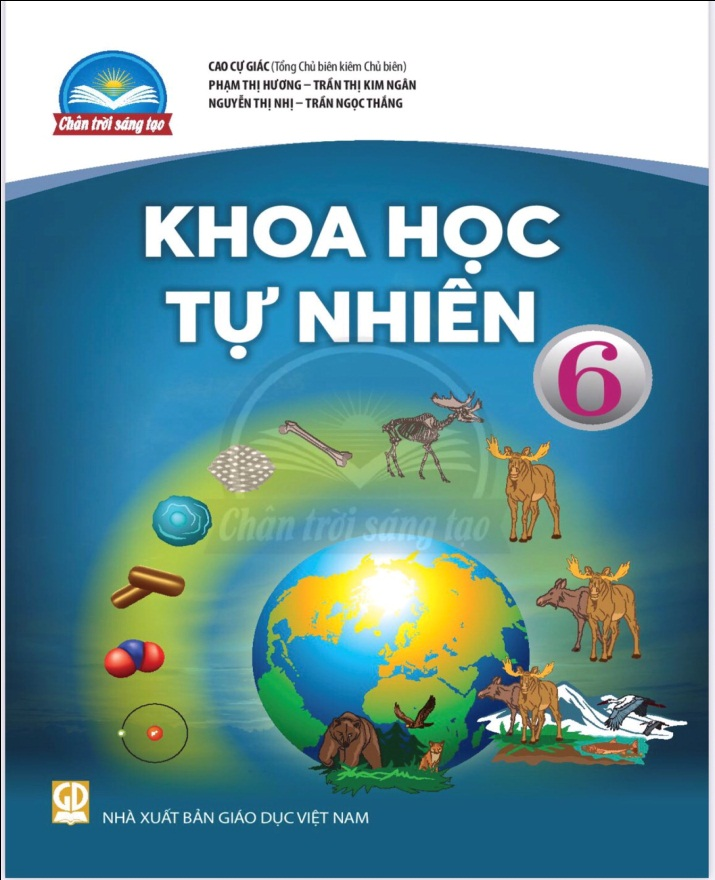 CAO CỰ GIÁC (Tổng Chủ biên kiêm Chủ biên)
PHẠM THỊ HƯƠNG – TRẦN THỊ KIM NGÂN
NGUYỄN THỊ NHỊ – TRẦN NGỌC THẮNG
Chân trời sáng tạo
KHOA HỌC
TỰ NHIÊN
6
Chân trời sáng tạo
GD
NHÀ XUẤT BẢN GIÁO DỤC VIỆT NAM